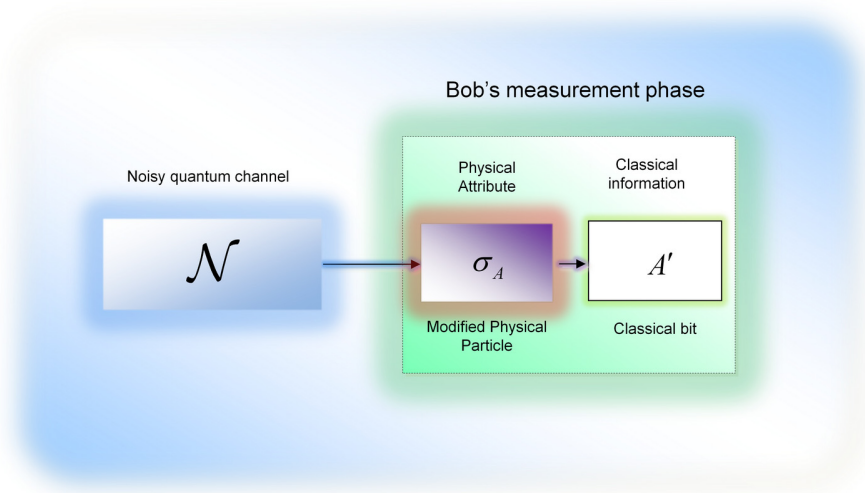 Bob's measurement phase
Noisy quantum channel
𝒩
Physical
Attribute
σ_A
Modified Physical
Particle
Classical
information
A′
Classical bit